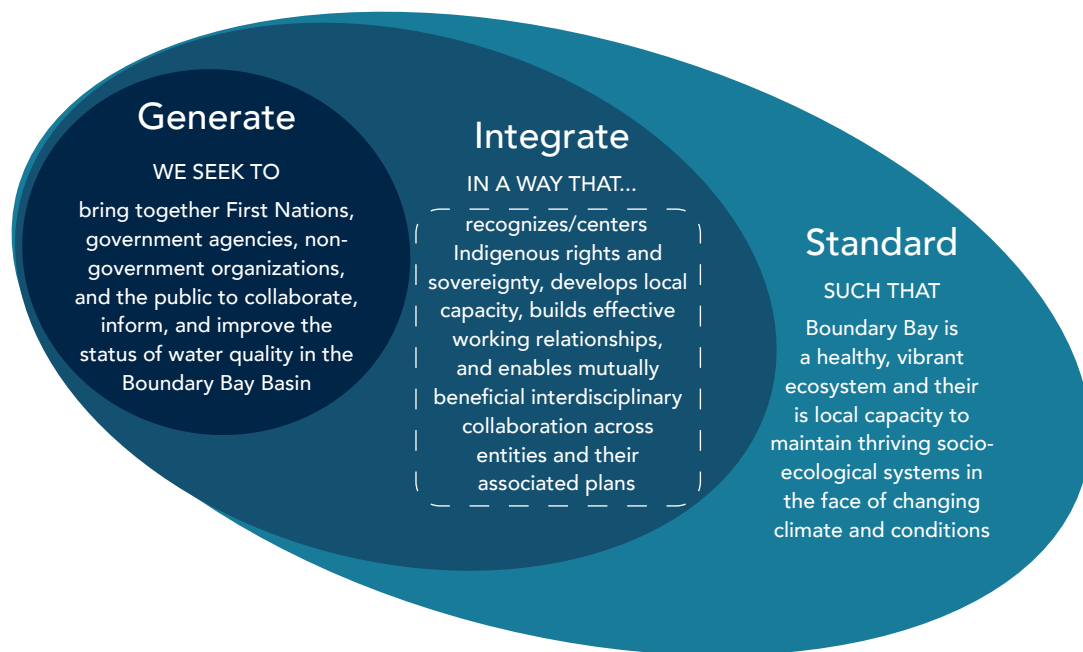 Generate
WE SEEK TO
bring together First Nations,
government agencies, non-
government organizations,
and the public to collaborate,
inform, and improve the
status of water quality in the
Boundary Bay Basin
Integrate
IN A WAY THAT...
recognizes/centers
Indigenous rights and
sovereignty, develops local
capacity, builds effective
working relationships,
and enables mutually
beneficial interdisciplinary
collaboration across
entities and their
associated plans
Standard
SUCH THAT
Boundary Bay is
a healthy, vibrant
ecosystem and their
is local capacity to
maintain thriving socio-
ecological systems in
the face of changing
climate and conditions